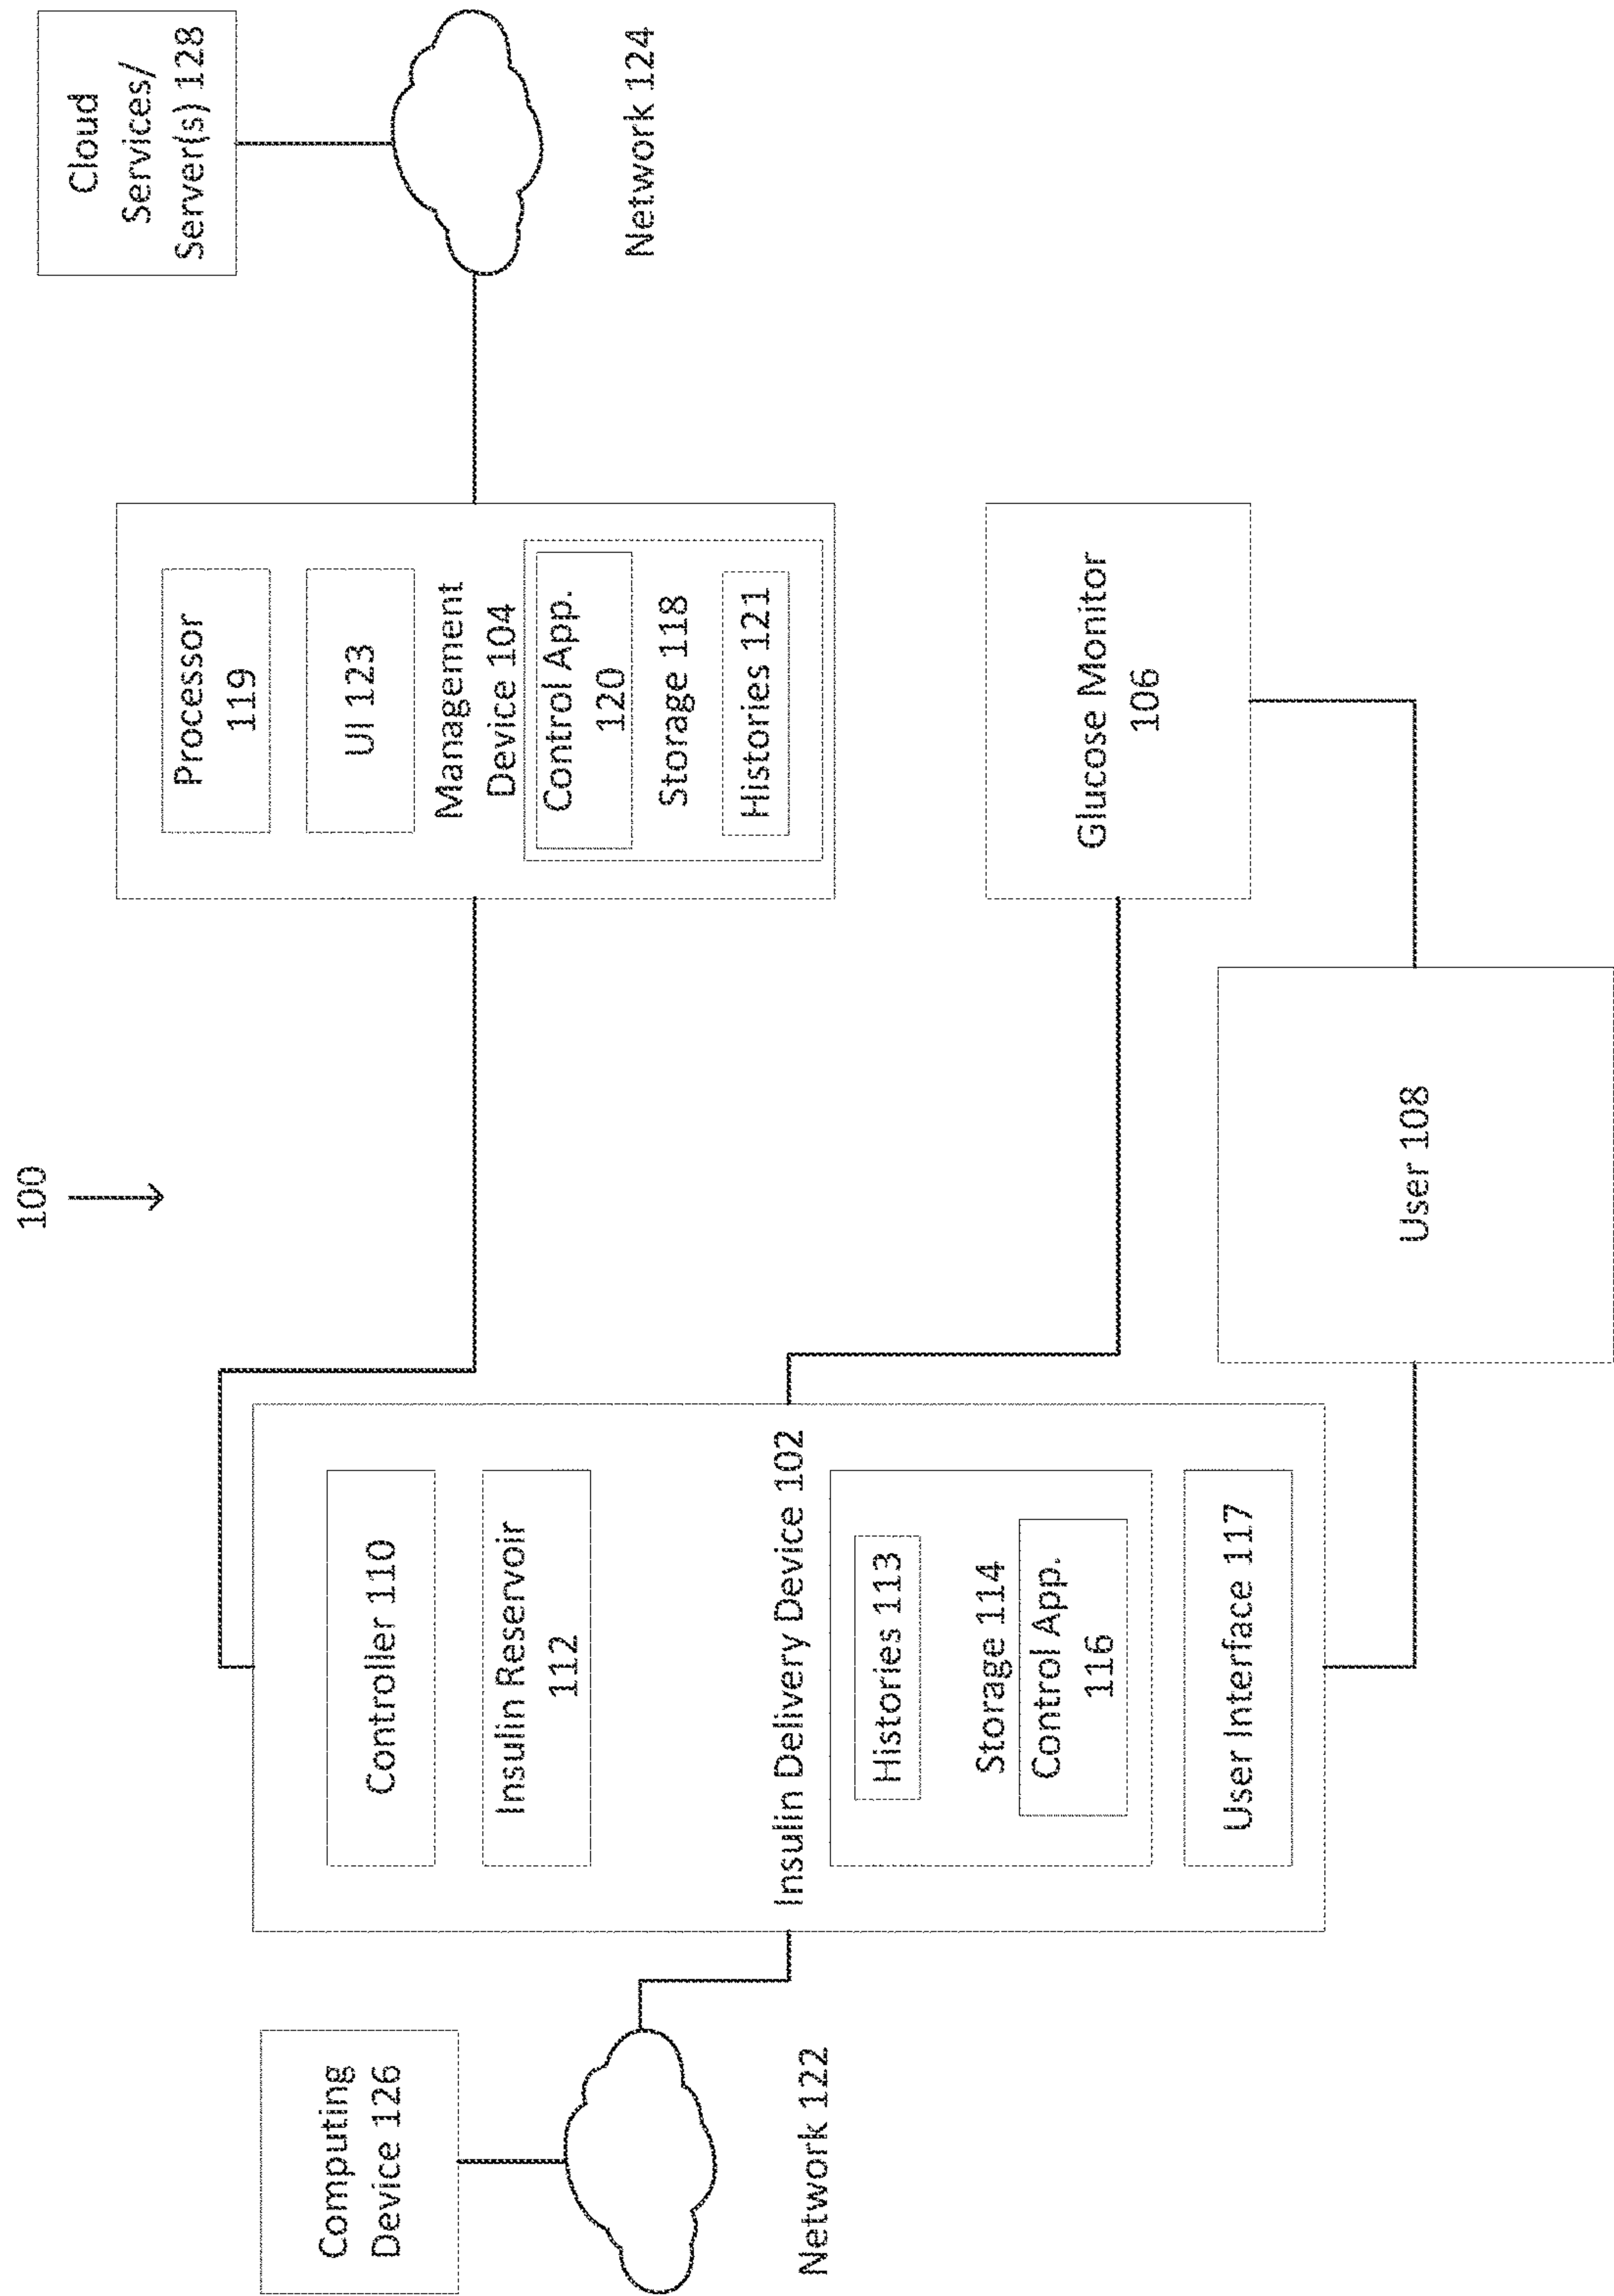 100
Cloud
Services/
Server(s) 128
Network 124
Processor
119
UI 123
Management
Device 104
Control App.
120
Storage 118
Histories 121
Glucose Monitor
106
User 108
Controller 110
Insulin Reservoir
112
Insulin Delivery Device 102
Histories 113
Storage 114
Control App.
116
User Interface 117
Computing
Device 126
Network 122